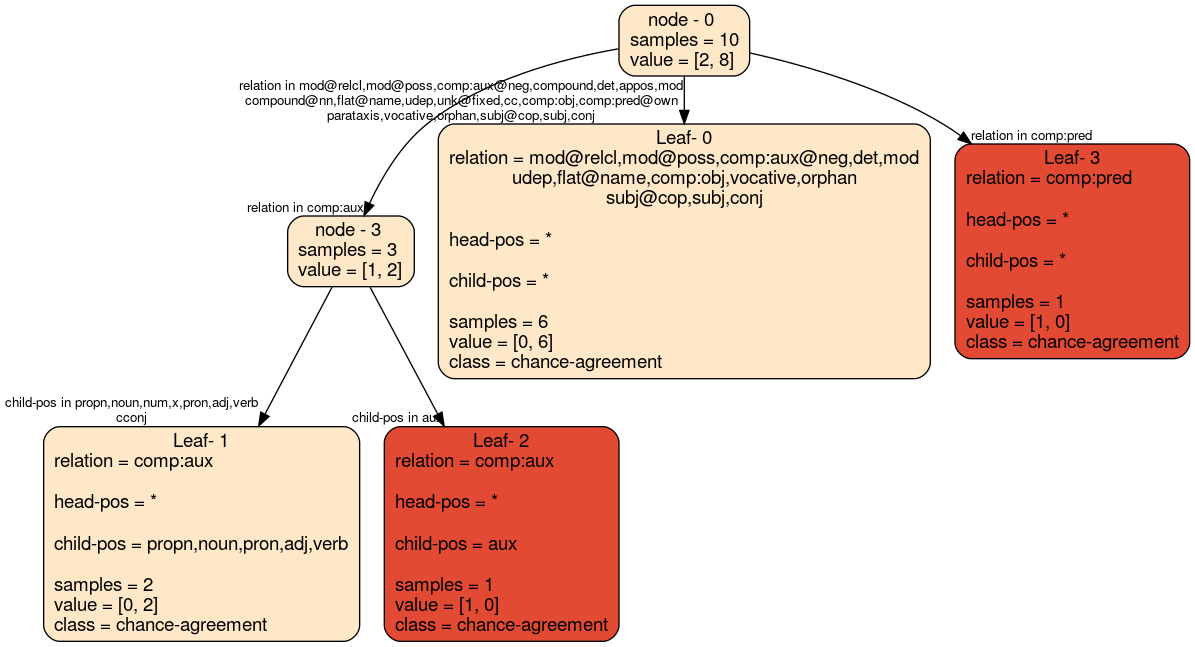 node - 0
samples = 10
value = [2, 8]
relation in mod@relcl,mod@poss,comp:aux@neg,compound,det,appos,mod
compound@nn,flat@name,udep,unk@fixed,cc,comp:obj,comp:pred@own
parataxis,vocative,orphan,subj@cop,subj,conj
relation in comp:aux
relation in comp:pred
node - 3
samples = 3
value = [1, 2]
Leaf- 0
relation = mod@relcl,mod@poss,comp:aux@neg,det,mod
udep,flat@name,comp:obj,vocative,orphan
subj@cop,subj,conj
head-pos = *
child-pos = *
samples = 6
value = [0, 6]
class = chance-agreement
Leaf- 3
relation = comp:pred
head-pos = *
child-pos = *
samples = 1
value = [1, 0]
class = chance-agreement
child-pos in propn,noun,num,x,pron,adj,verb
cconj
child-pos in aux
Leaf- 1
relation = comp:aux
head-pos = *
child-pos = propn,noun,pron,adj,verb
samples = 2
value = [0, 2]
class = chance-agreement
Leaf- 2
relation = comp:aux
head-pos = *
child-pos = aux
samples = 1
value = [1, 0]
class = chance-agreement